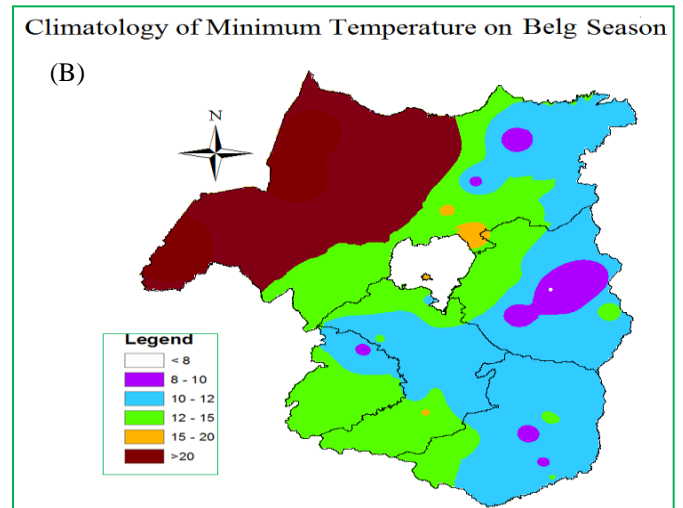 Climatology of Minimum Temperature on Belg Season
(B)
N
Legend
< 8
8 - 10
10 - 12
12 - 15
15 - 20
>20